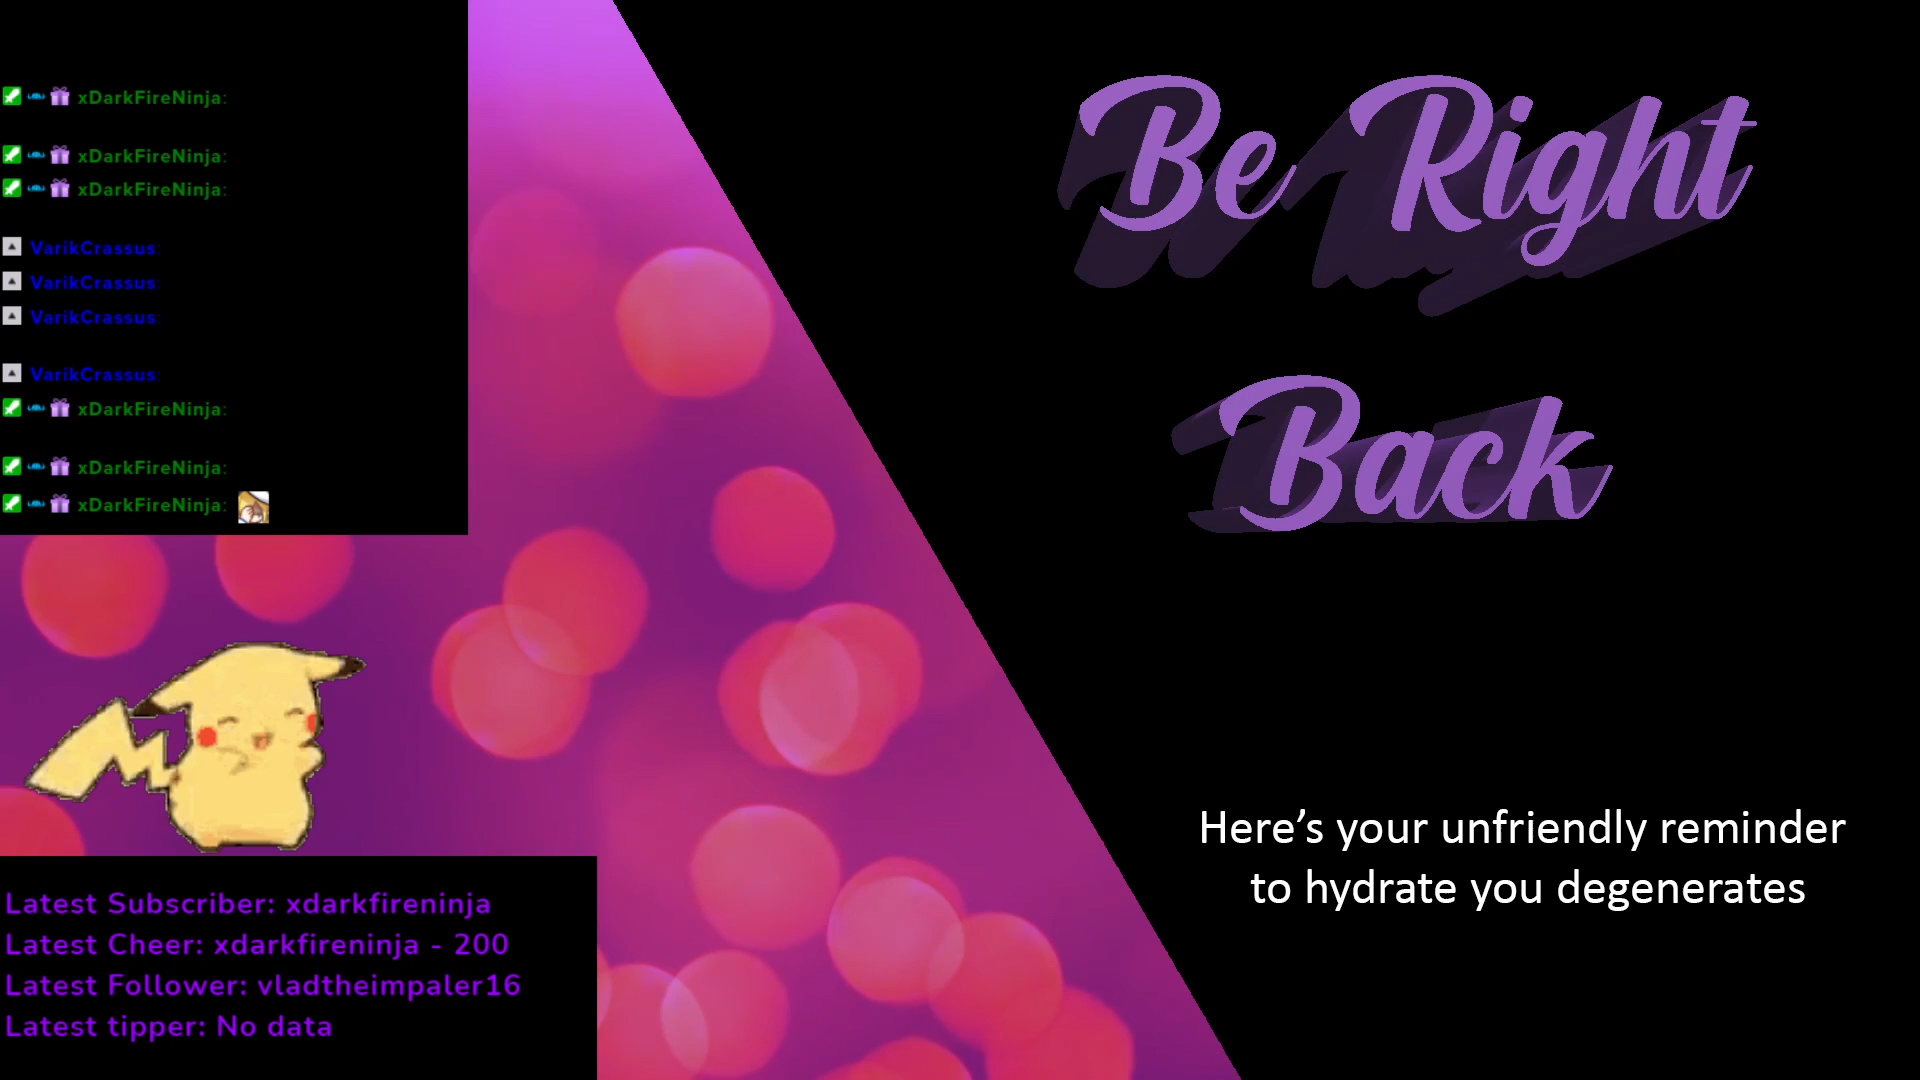 xDarkFireNinja:
xDarkFireNinja:
xDarkFireNinja:
VarikCrassus:
VarikCrassus:
VarikCrassus:
VarikCrassus:
xDarkFireNinja:
xDarkFireNinja:
xDarkFireNinja:
Latest Subscriber: xdarkfireninja
Latest Cheer: xdarkfireninja - 200
Latest Follower: vladtheimpaler16
Latest tipper: No data
Be Right
Back
Here’s your unfriendly reminder
to hydrate you degenerates